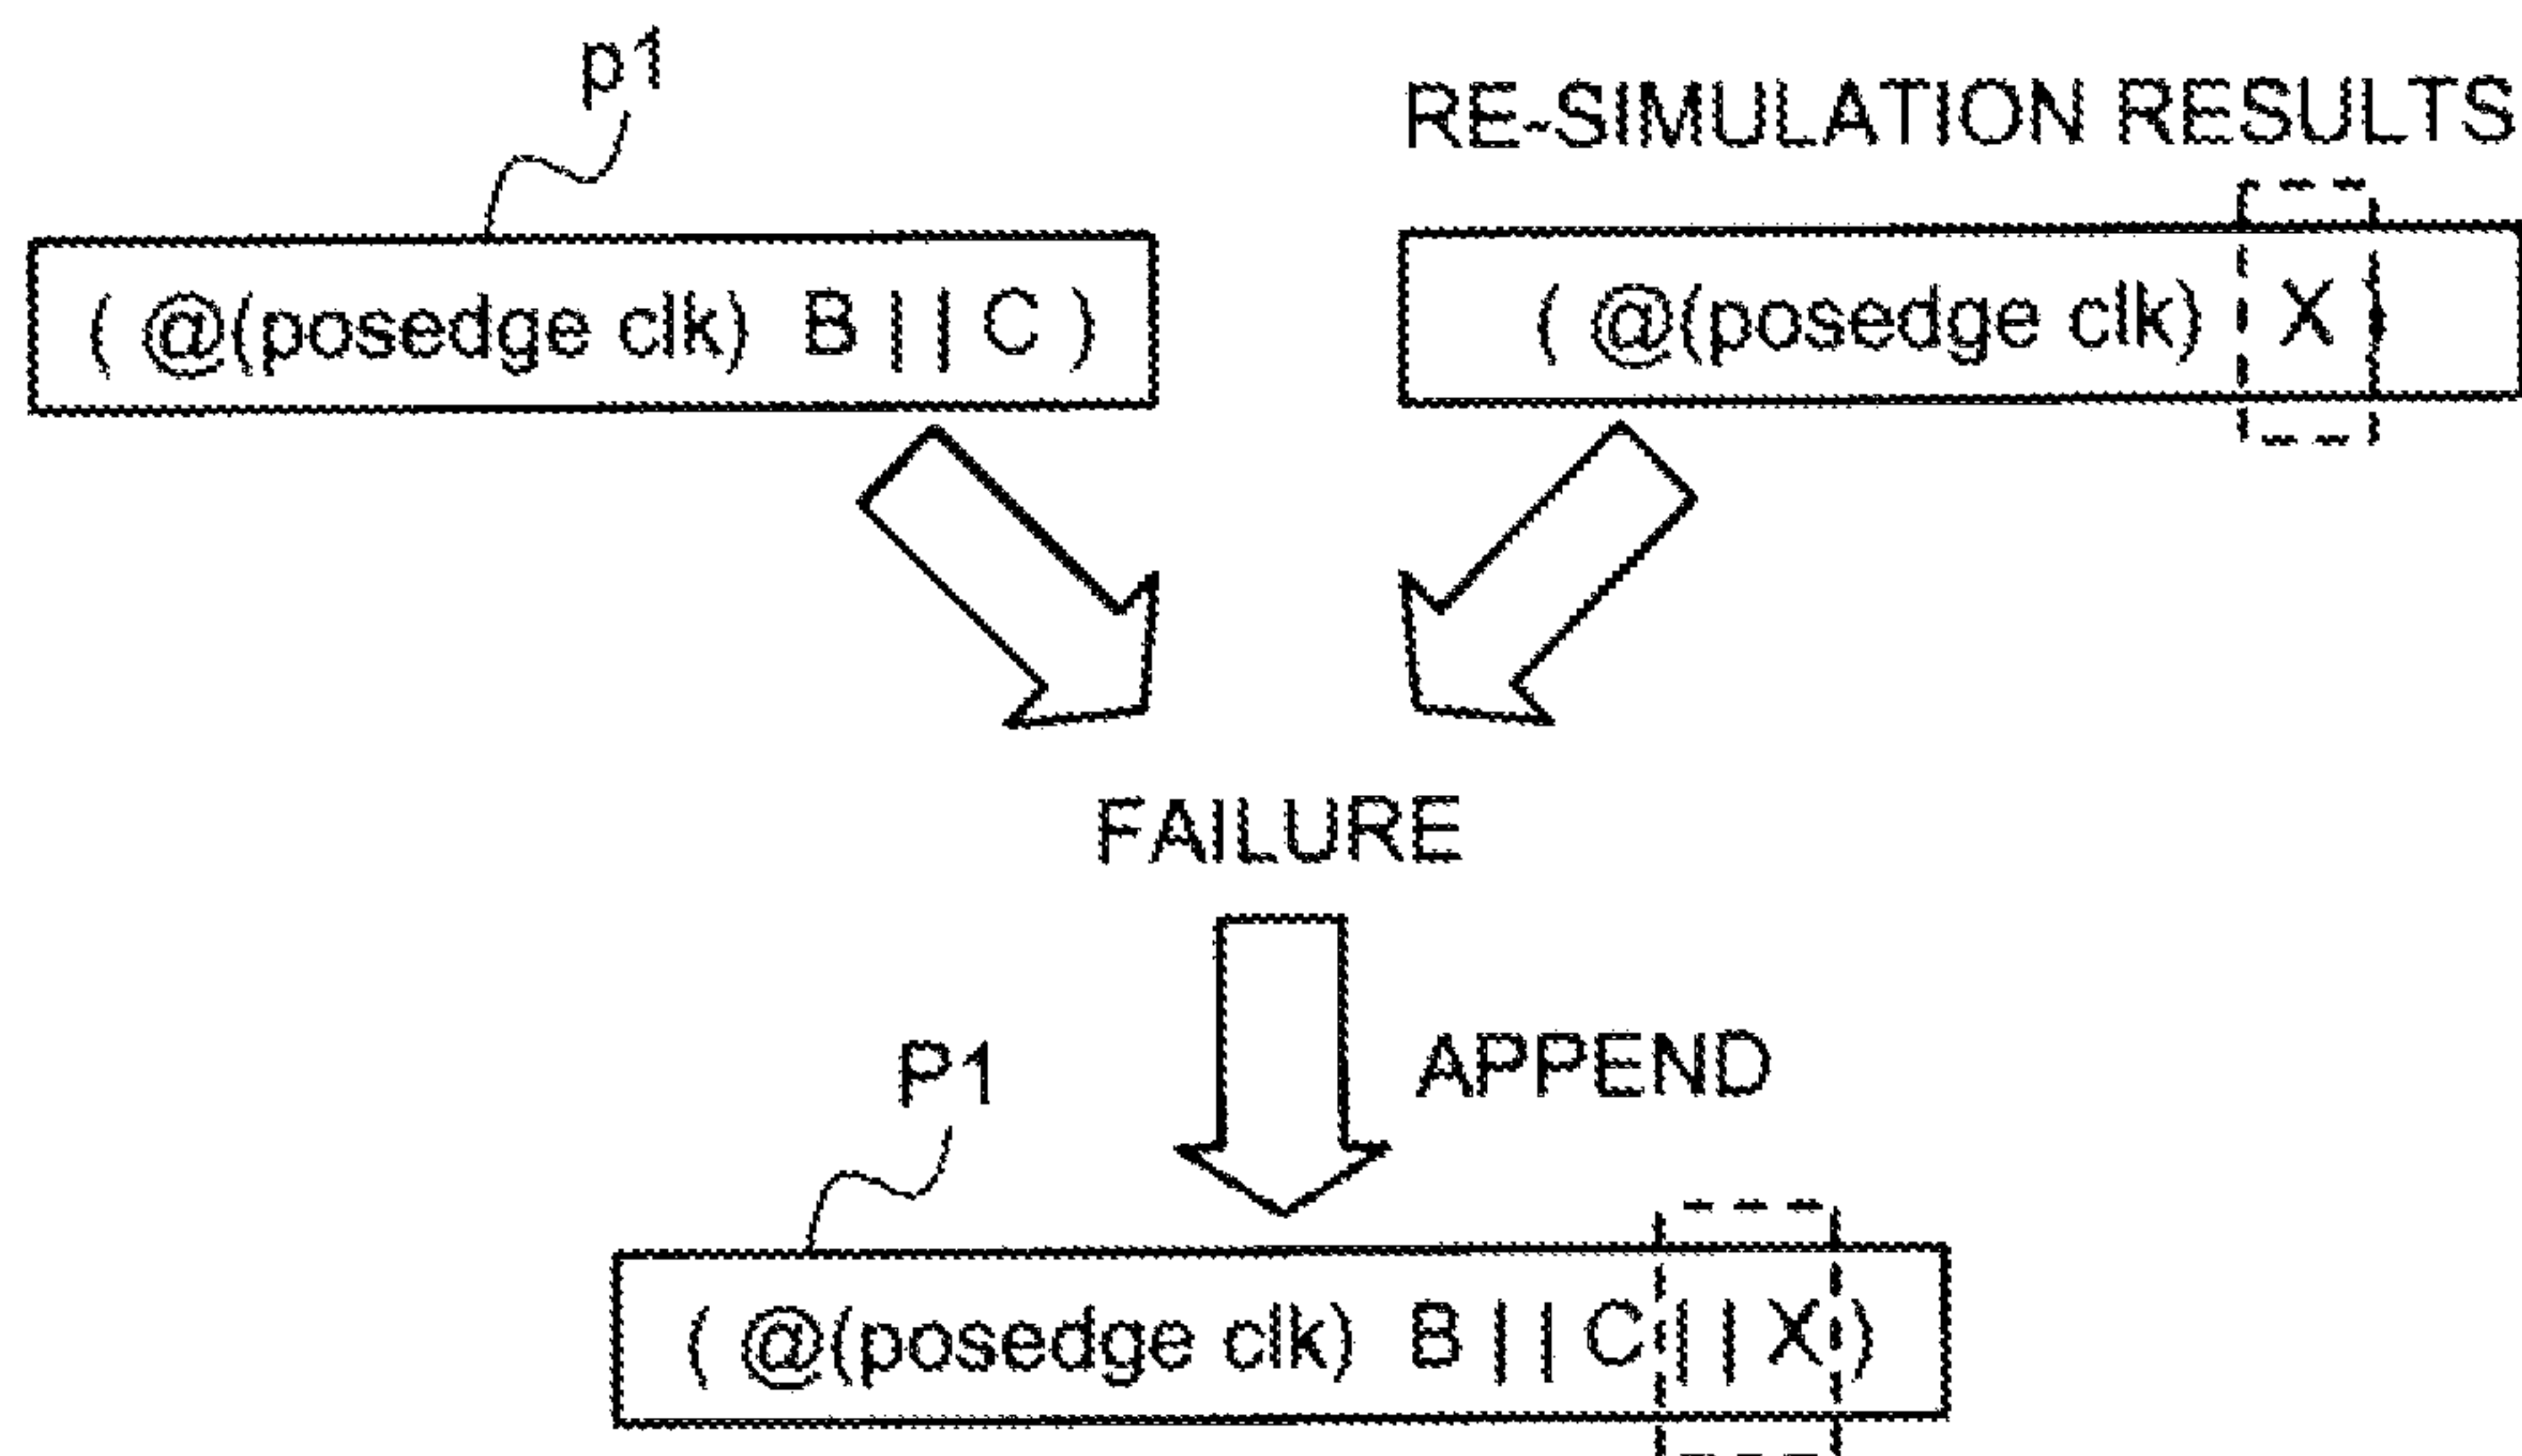 p1
RE-SIMULATION RESULTS
( @(posedge clk) B | | C )
( @(posedge clk) X )
FAILURE
APPEND
P1
( @(posedge clk) B | | C | | X )